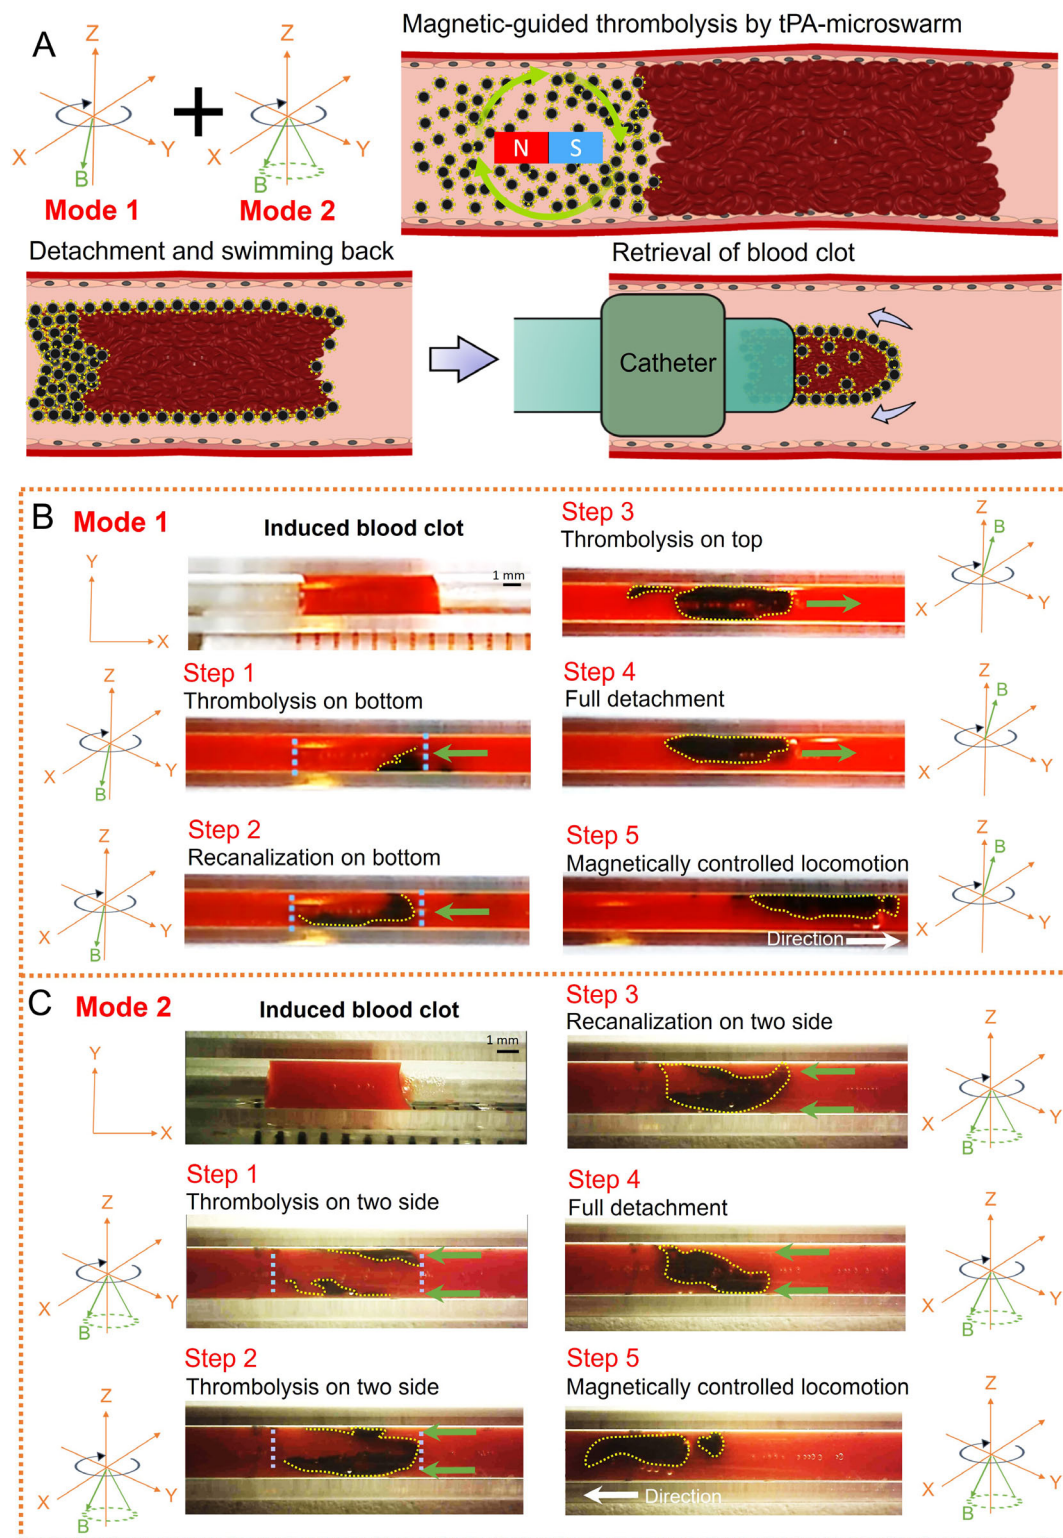 A
Z
X
Y
B
Mode 1
+
Z
X
Y
B
Mode 2
Magnetic-guided thrombolysis by tPA-microswarm
N S
Detachment and swimming back
Retrieval of blood clot
Catheter
B
Mode 1
Y
X
Induced blood clot
1 mm
Step 1
Thrombolysis on bottom
Z
X
Y
B
Step 2
Recanalization on bottom
Z
X
Y
B
Step 3
Thrombolysis on top
Z
B
X
Y
Step 4
Full detachment
Z
B
X
Y
Step 5
Magnetically controlled locomotion
Direction
Z
B
X
Y
C
Mode 2
Y
X
Induced blood clot
1 mm
Step 1
Thrombolysis on two side
Z
X
Y
B
Step 2
Thrombolysis on two side
Z
X
Y
B
Step 3
Recanalization on two side
Z
X
Y
B
Step 4
Full detachment
Z
X
Y
B
Step 5
Magnetically controlled locomotion
Direction
Z
X
Y
B